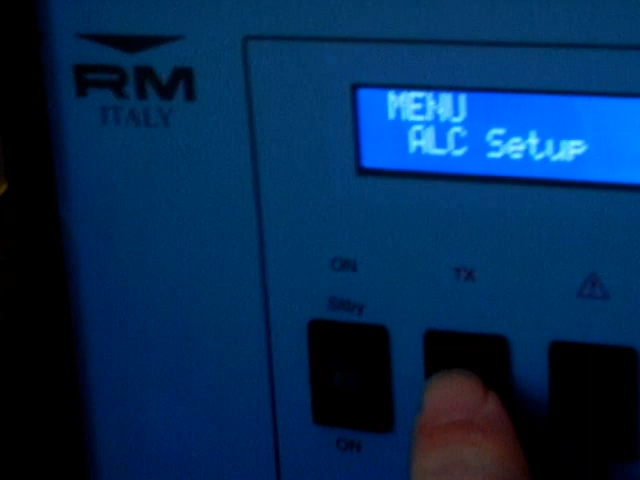 RM
ITALY
MENU
ALC Setup
ON
TX
Stby
ON